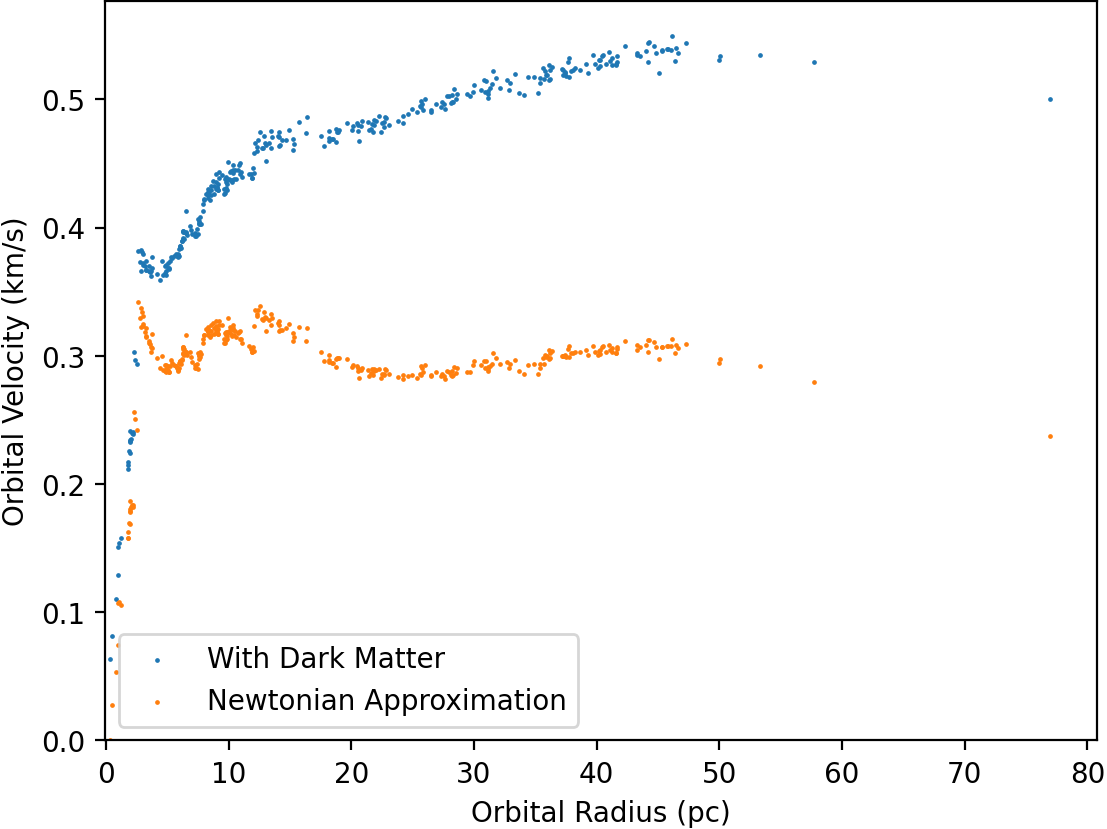 Orbital Velocity (km/s)
0.5
0.4
0.3
0.2
0.1
0.0
With Dark Matter
Newtonian Approximation
0 10 20 30 40 50 60 70 80
Orbital Radius (pc)